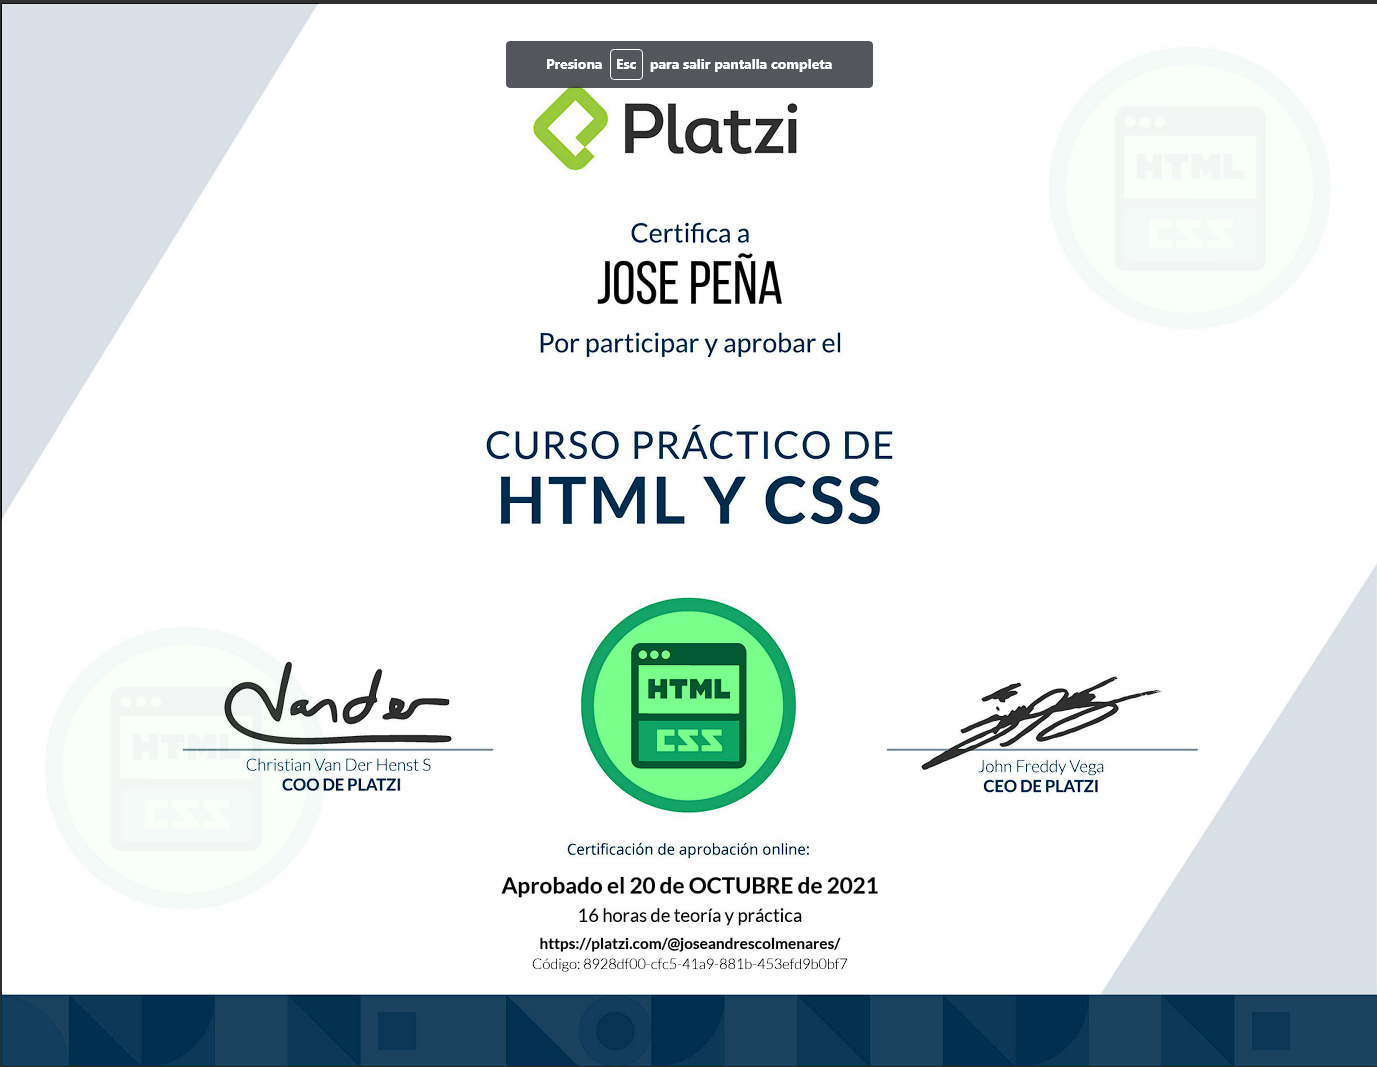 Presiona Esc para salir pantalla completa
Platzi
HTML
CSS
Certifica a
JOSE PEÑA
Por participar y aprobar el
CURSO PRÁCTICO DE
HTML Y CSS
HTML
CSS
HTML
CSS
Vander
Christian Van Der Henst S
COO DE PLATZI
John Freddy Vega
CEO DE PLATZI
Certificación de aprobación online:
Aprobado el 20 de OCTUBRE de 2021
16 horas de teoría y práctica
https://platzi.com/@joseandrescolmenares/
Código: 8928df00-cfc5-41a9-881b-453efd9b0bf7